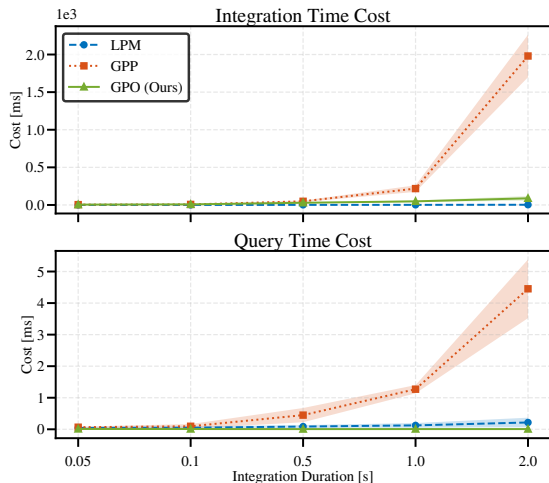 Integration Time Cost
1e3
2.0
1.5
1.0
0.5
0.0
Cost [ms]
LPM
GPP
GPO (Ours)
Query Time Cost
5
4
3
2
1
0
Cost [ms]
0.05
0.1
0.5
1.0
2.0
Integration Duration [s]